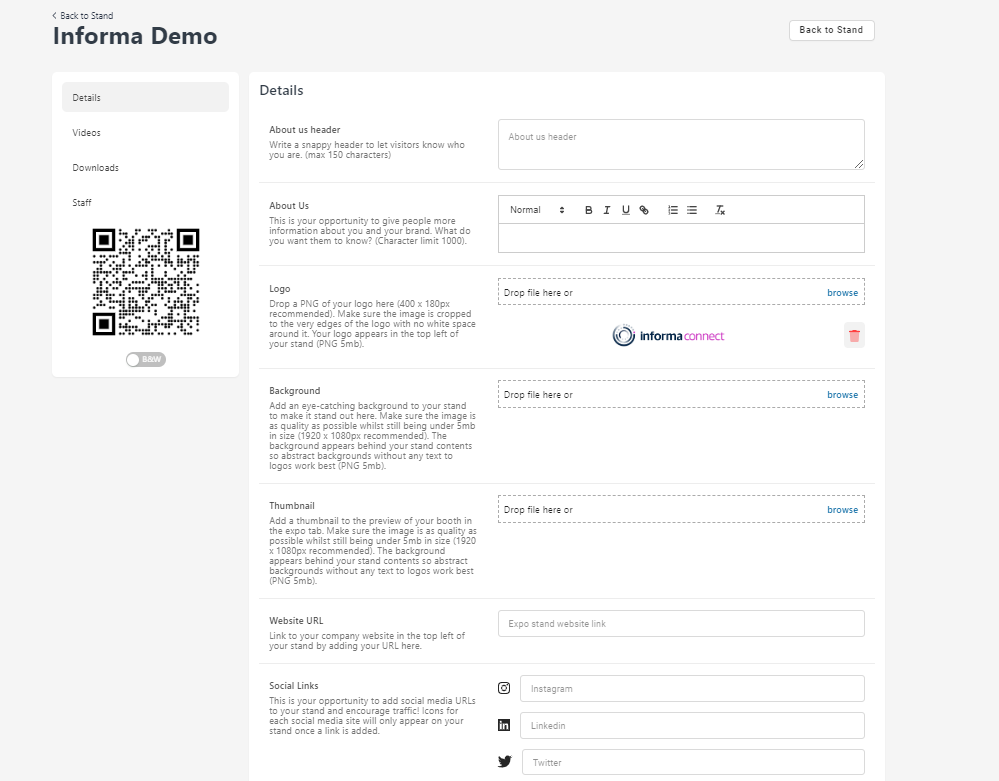 Back to Stand
Informa Demo
Back to Stand
Details
Videos
Downloads
Staff
B&W
Details
About us header
Write a snappy header to let visitors know who
you are. (max 150 characters)
About us header
About Us
This is your opportunity to give people more
information about you and your brand. What do
you want them to know? (Character limit 1000).
Normal
B I U
Logo
Drop a PNG of your logo here (400 x 180px
recommended). Make sure the image is cropped
to the very edges of the logo with no white space
around it. Your logo appears in the top left of
your stand (PNG 5mb).
Drop file here or browse
informaconnect
Background
Add an eye-catching background to your stand
to make it stand out here. Make sure the image is
as quality as possible whilst still being under 5mb
in size (1920 x 1080px recommended). The
background appears behind your stand contents
so abstract backgrounds without any text to
logos work best (PNG 5mb).
Drop file here or browse
Thumbnail
Add a thumbnail to the preview of your booth in
the expo tab. Make sure the image is as quality as
possible whilst still being under 5mb in size (1920
x 1080px recommended). The background
appears behind your stand contents so abstract
backgrounds without any text to logos work best
(PNG 5mb).
Drop file here or browse
Website URL
Link to your company website in the top left of
your stand by adding your URL here.
Expo stand website link
Social Links
This is your opportunity to add social media URLs
to your stand and encourage traffic! Icons for
each social media site will only appear on your
stand once a link is added.
Instagram
Linkedin
Twitter